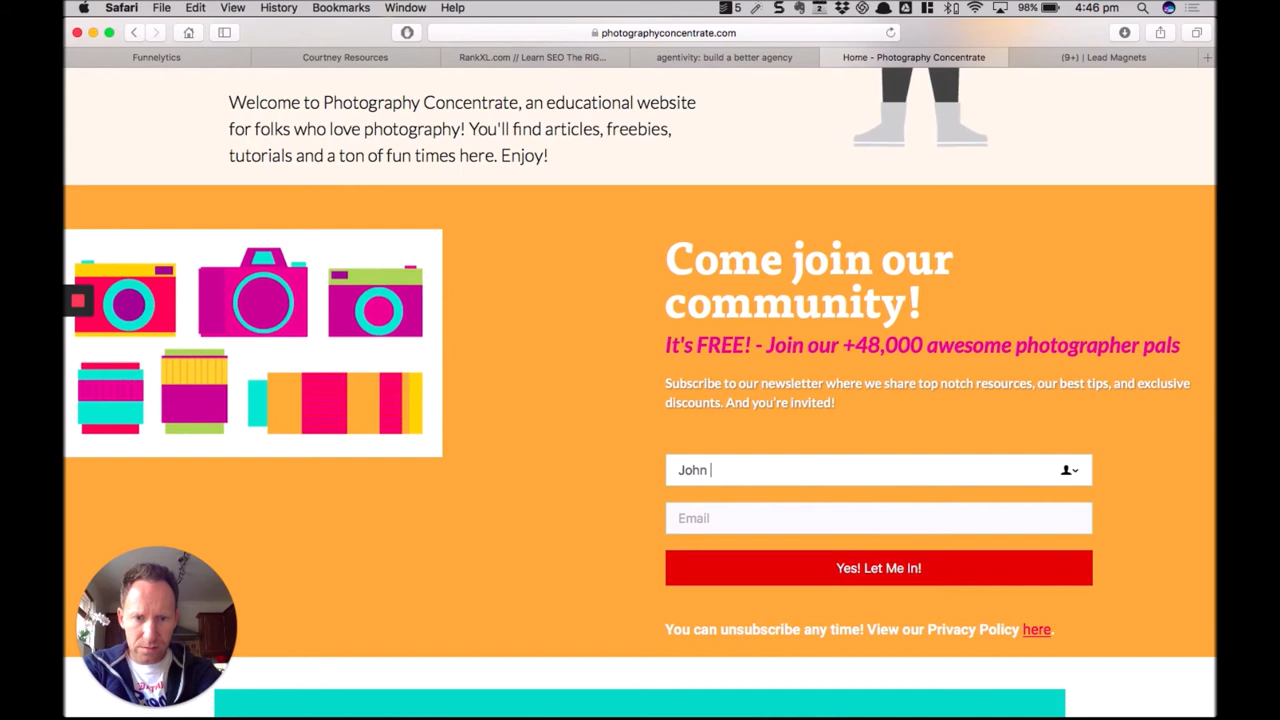 Safari File Edit View History Bookmarks Window Help 5 2 98% 4:46 pm
photographyconcentrate.com
Funnelytics Courtney Resources RankXL.com // Learn SEO The RIG... agentivity: build a better agency Home - Photography Concentrate (9+) | Lead Magnets
Welcome to Photography Concentrate, an educational website
for folks who love photography! You'll find articles, freebies,
tutorials and a ton of fun times here. Enjoy!
Come join our
community!
It's FREE! - Join our +48,000 awesome photographer pals
Subscribe to our newsletter where we share top notch resources, our best tips, and exclusive
discounts. And you're invited!
John
Email
Yes! Let Me In!
You can unsubscribe any time! View our Privacy Policy here.